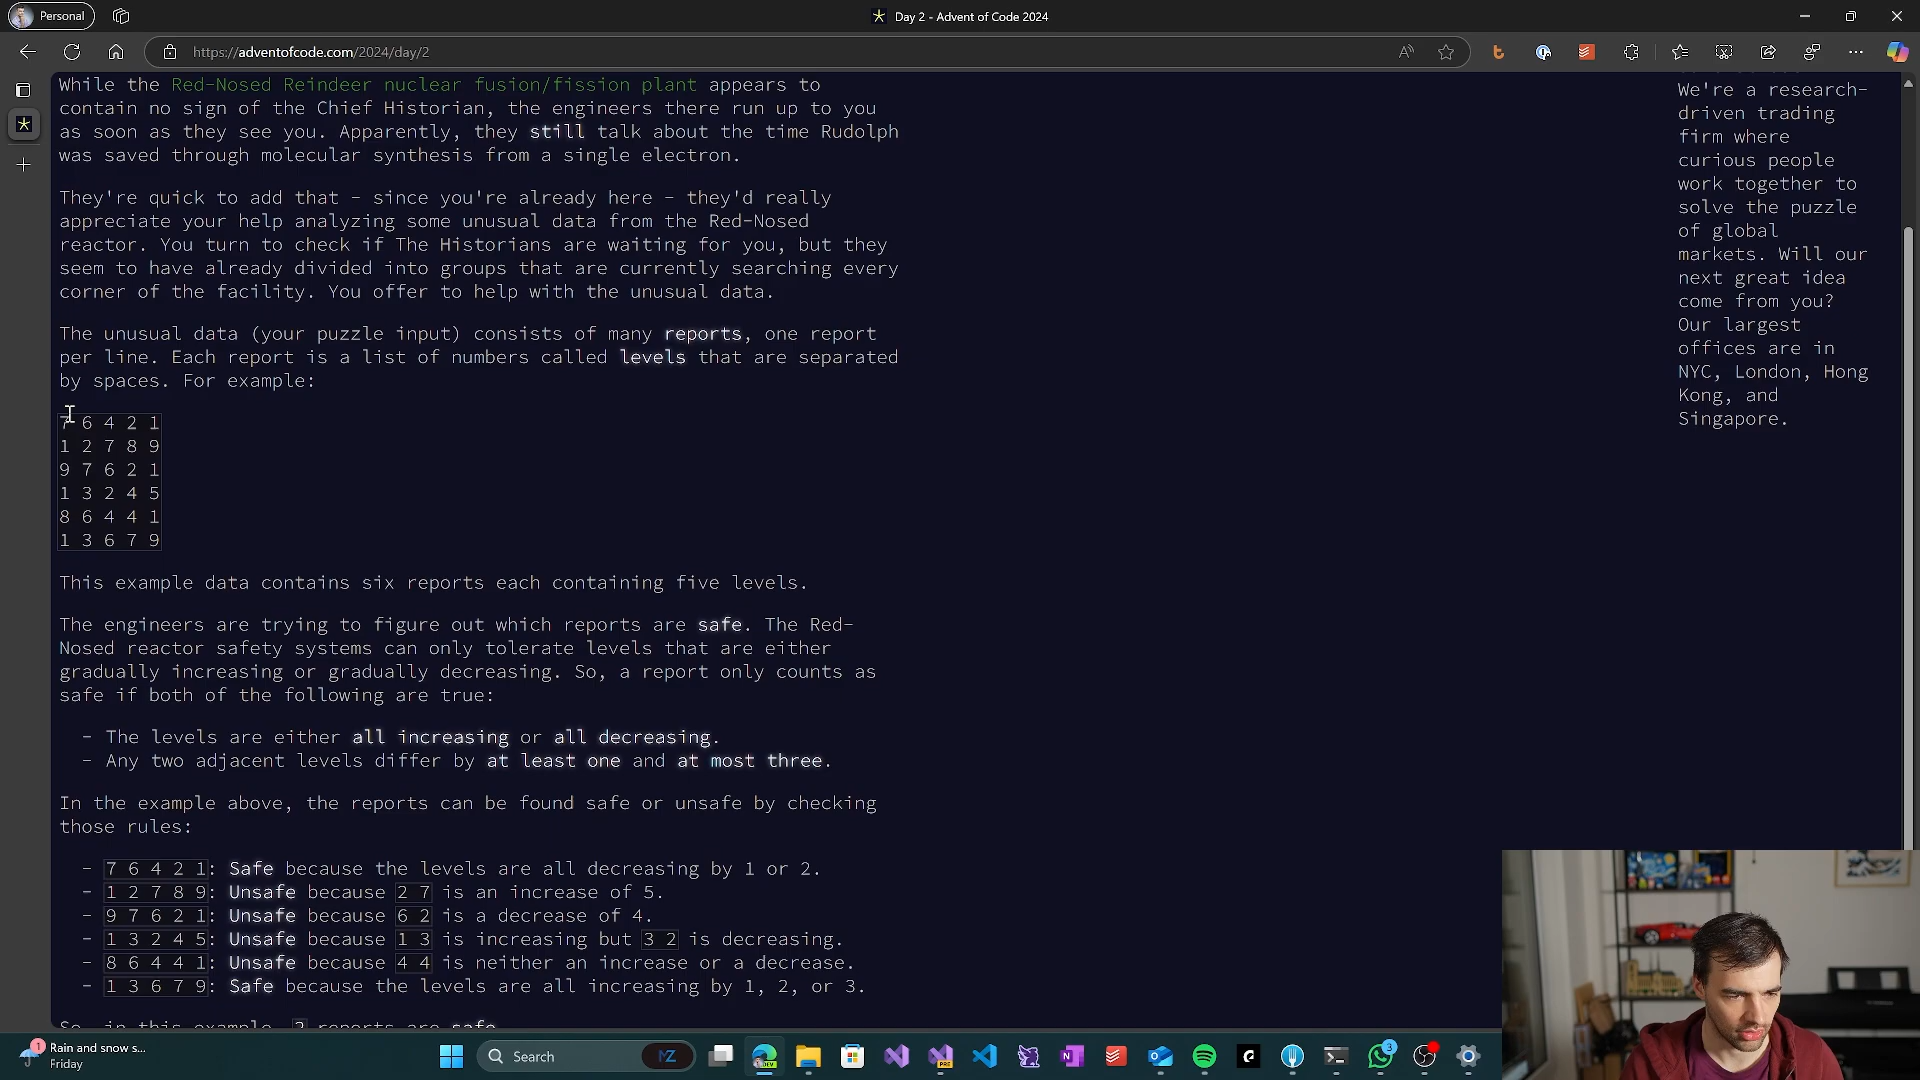 Personal
Day 2 - Advent of Code 2024
https://adventofcode.com/2024/day/2
While the Red-Nosed Reindeer nuclear fusion/fission plant appears to
contain no sign of the Chief Historian, the engineers there run up to you
as soon as they see you. Apparently, they still talk about the time Rudolph
was saved through molecular synthesis from a single electron.
They're quick to add that - since you're already here - they'd really
appreciate your help analyzing some unusual data from the Red-Nosed
reactor. You turn to check if The Historians are waiting for you, but they
seem to have already divided into groups that are currently searching every
corner of the facility. You offer to help with the unusual data.
The unusual data (your puzzle input) consists of many reports, one report
per line. Each report is a list of numbers called levels that are separated
by spaces. For example:
7 6 4 2 1
1 2 7 8 9
9 7 6 2 1
1 3 2 4 5
8 6 4 4 1
1 3 6 7 9
This example data contains six reports each containing five levels.
The engineers are trying to figure out which reports are safe. The Red-
Nosed reactor safety systems can only tolerate levels that are either
gradually increasing or gradually decreasing. So, a report only counts as
safe if both of the following are true:
- The levels are either all increasing or all decreasing.
- Any two adjacent levels differ by at least one and at most three.
In the example above, the reports can be found safe or unsafe by checking
those rules:
- 7 6 4 2 1: Safe because the levels are all decreasing by 1 or 2.
- 1 2 7 8 9: Unsafe because 2 7 is an increase of 5.
- 9 7 6 2 1: Unsafe because 6 2 is a decrease of 4.
- 1 3 2 4 5: Unsafe because 1 3 is increasing but 3 2 is decreasing.
- 8 6 4 4 1: Unsafe because 4 4 is neither an increase or a decrease.
- 1 3 6 7 9: Safe because the levels are all increasing by 1, 2, or 3.
So, in this example, 2 reports are safe.
We're a research-
driven trading
firm where
curious people
work together to
solve the puzzle
of global
markets. Will our
next great idea
come from you?
Our largest
offices are in
NYC, London, Hong
Kong, and
Singapore.
1
Rain and snow s...
Friday
Search
MZ
DEV
PRE
3